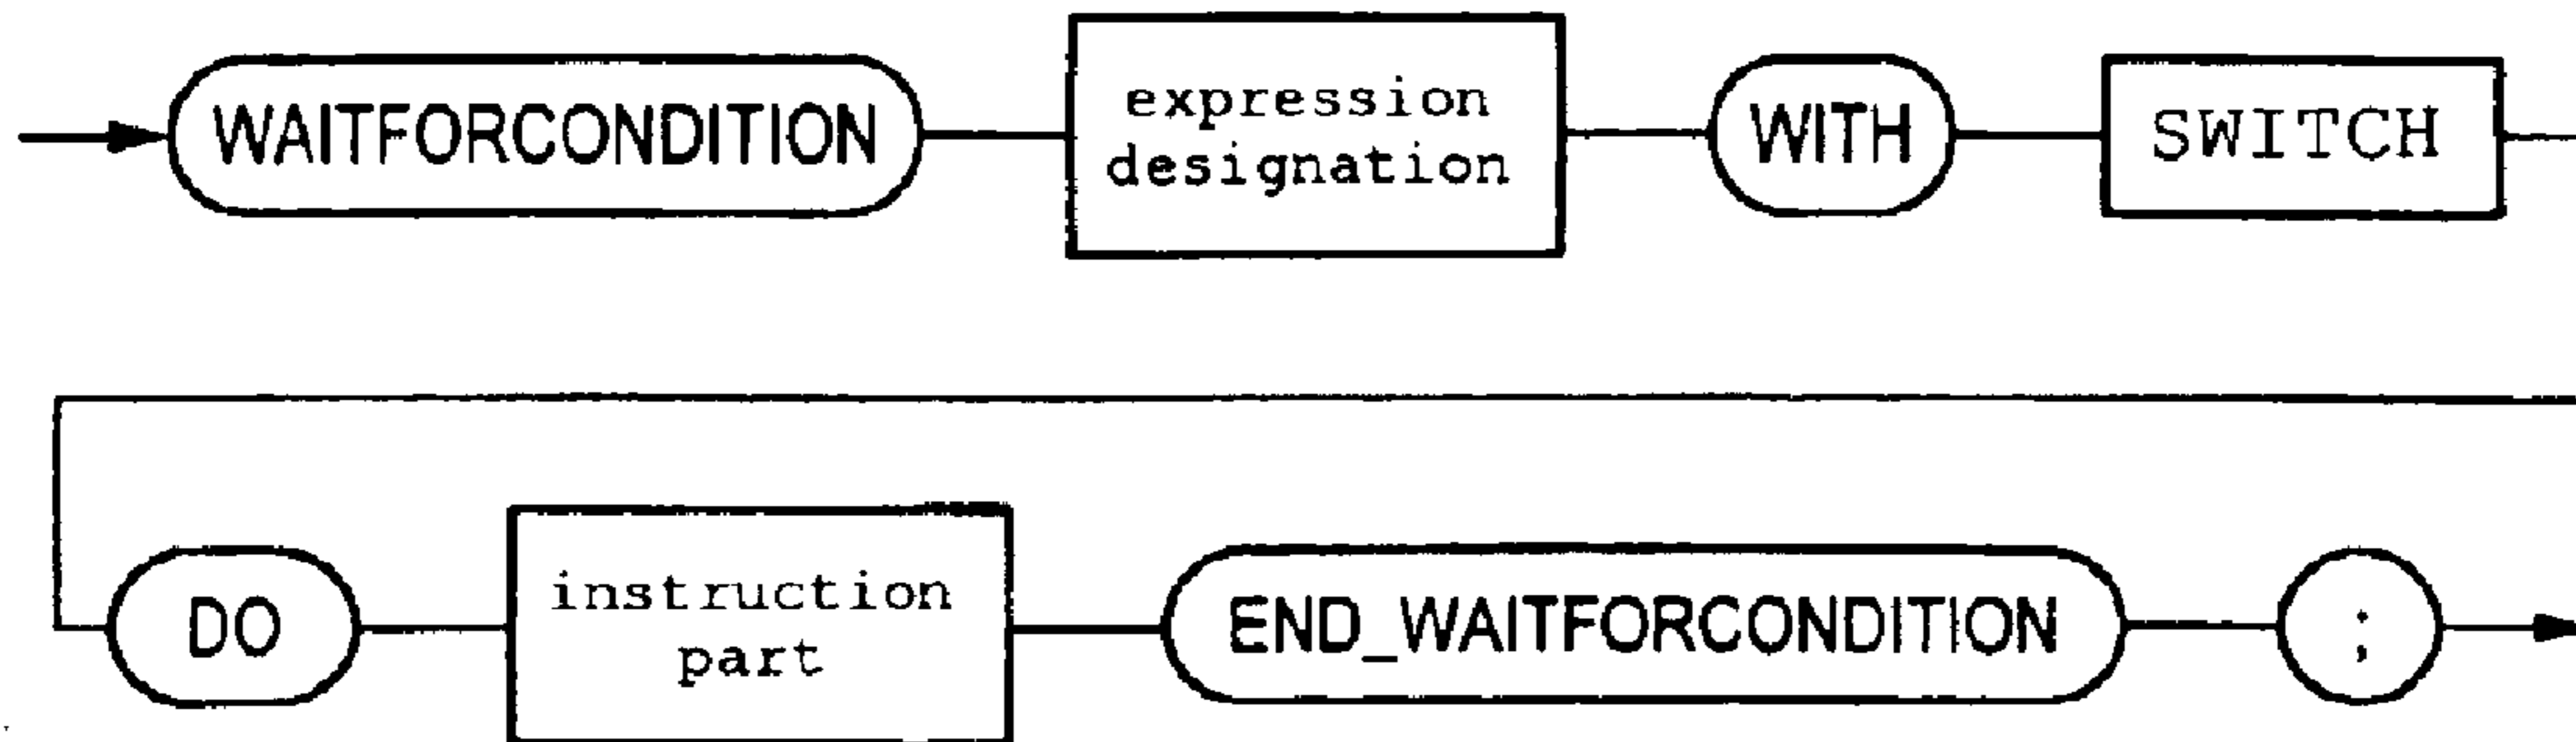 WAITFORCONDITION
expression
designation
WITH
SWITCH
DO
instruction
part
END_WAITFORCONDITION
;